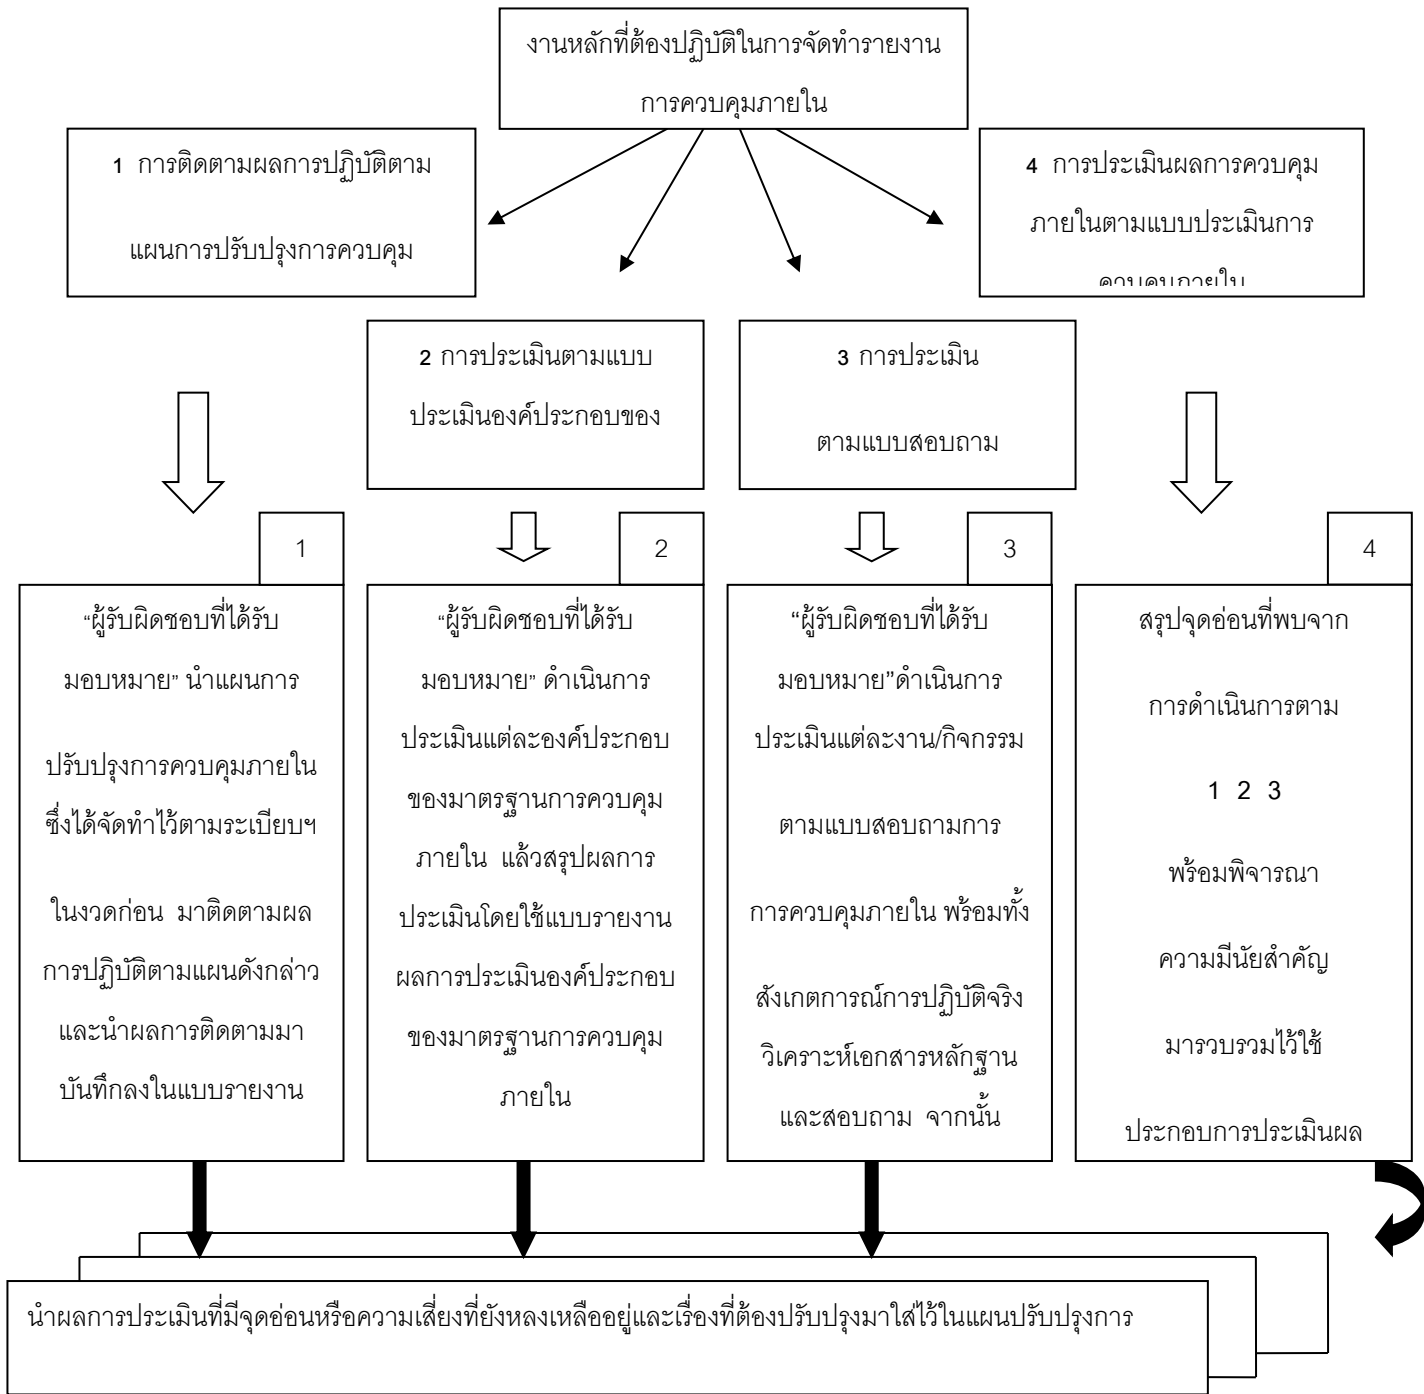 งานหลักที่ต้องปฏิบัติในการจัดทำรายงาน
การควบคุมภายใน
1 การติดตามผลการปฏิบัติตาม
แผนการปรับปรุงการควบคุม
4 การประเมินผลการควบคุม
ภายในตามแบบประเมินการ
ควบคุมภายใน
2 การประเมินตามแบบ
ประเมินองค์ประกอบของ
3 การประเมิน
ตามแบบสอบถาม
1
"ผู้รับผิดชอบที่ได้รับ
มอบหมาย" นำแผนการ
ปรับปรุงการควบคุมภายใน
ซึ่งได้จัดทำไว้ตามระเบียบฯ
ในงวดก่อน มาติดตามผล
การปฏิบัติตามแผนดังกล่าว
และนำผลการติดตามมา
บันทึกลงในแบบรายงาน
2
"ผู้รับผิดชอบที่ได้รับ
มอบหมาย" ดำเนินการ
ประเมินแต่ละองค์ประกอบ
ของมาตรฐานการควบคุม
ภายใน แล้วสรุปผลการ
ประเมินโดยใช้แบบรายงาน
ผลการประเมินองค์ประกอบ
ของมาตรฐานการควบคุม
ภายใน
3
“ผู้รับผิดชอบที่ได้รับ
มอบหมาย”ดำเนินการ
ประเมินแต่ละงาน/กิจกรรม
ตามแบบสอบถามการ
การควบคุมภายใน พร้อมทั้ง
สังเกตการณ์การปฏิบัติจริง
วิเคราะห์เอกสารหลักฐาน
และสอบถาม จากนั้น
4
สรุปจุดอ่อนที่พบจาก
การดำเนินการตาม
1 2 3
พร้อมพิจารณา
ความมีนัยสำคัญ
มารวบรวมไว้ใช้
ประกอบการประเมินผล
นำผลการประเมินที่มีจุดอ่อนหรือความเสี่ยงที่ยังหลงเหลืออยู่และเรื่องที่ต้องปรับปรุงมาใส่ไว้ในแผนปรับปรุงการ